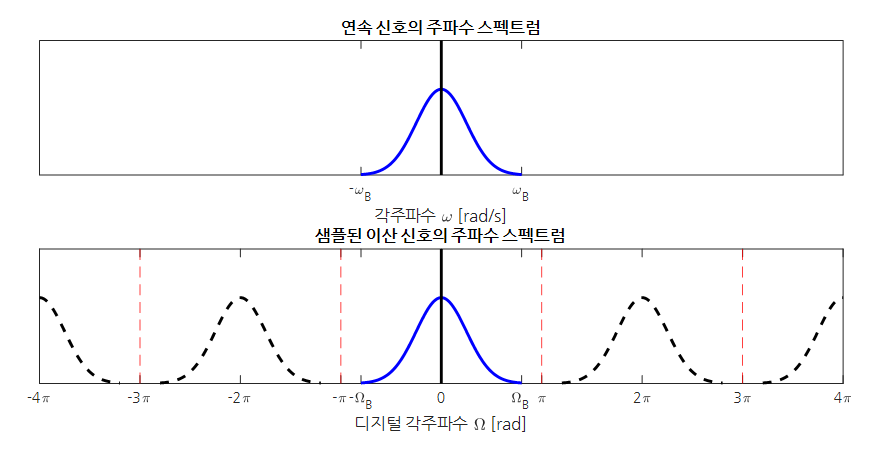 연속 신호의 주파수 스펙트럼
-ω_B ω_B
각주파수 ω [rad/s]
샘플된 이산 신호의 주파수 스펙트럼
-4π -3π -2π -π -Ω_B 0 Ω_B π 2π 3π 4π
디지털 각주파수 Ω [rad]